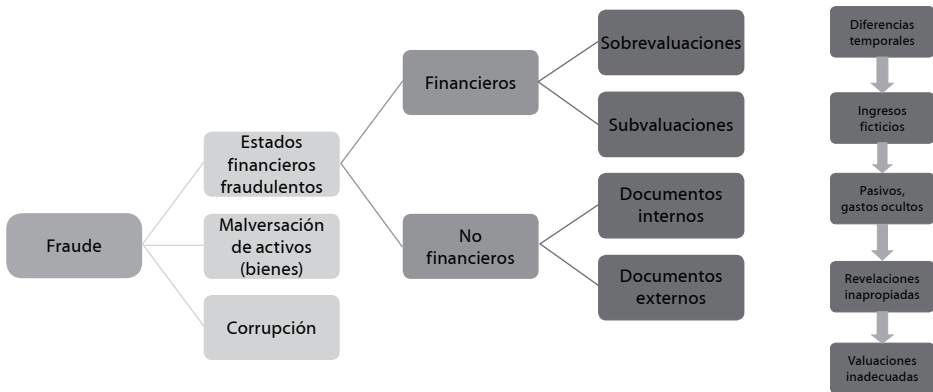 Fraude
Estados
financieros
fraudulentos
Malversación
de activos
(bienes)
Corrupción
Financieros
No
financieros
Sobrevaluaciones
Subvaluaciones
Documentos
internos
Documentos
externos
Diferencias
temporales
Ingresos
ficticios
Pasivos,
gastos ocultos
Revelaciones
inapropiadas
Valuaciones
inadecuadas